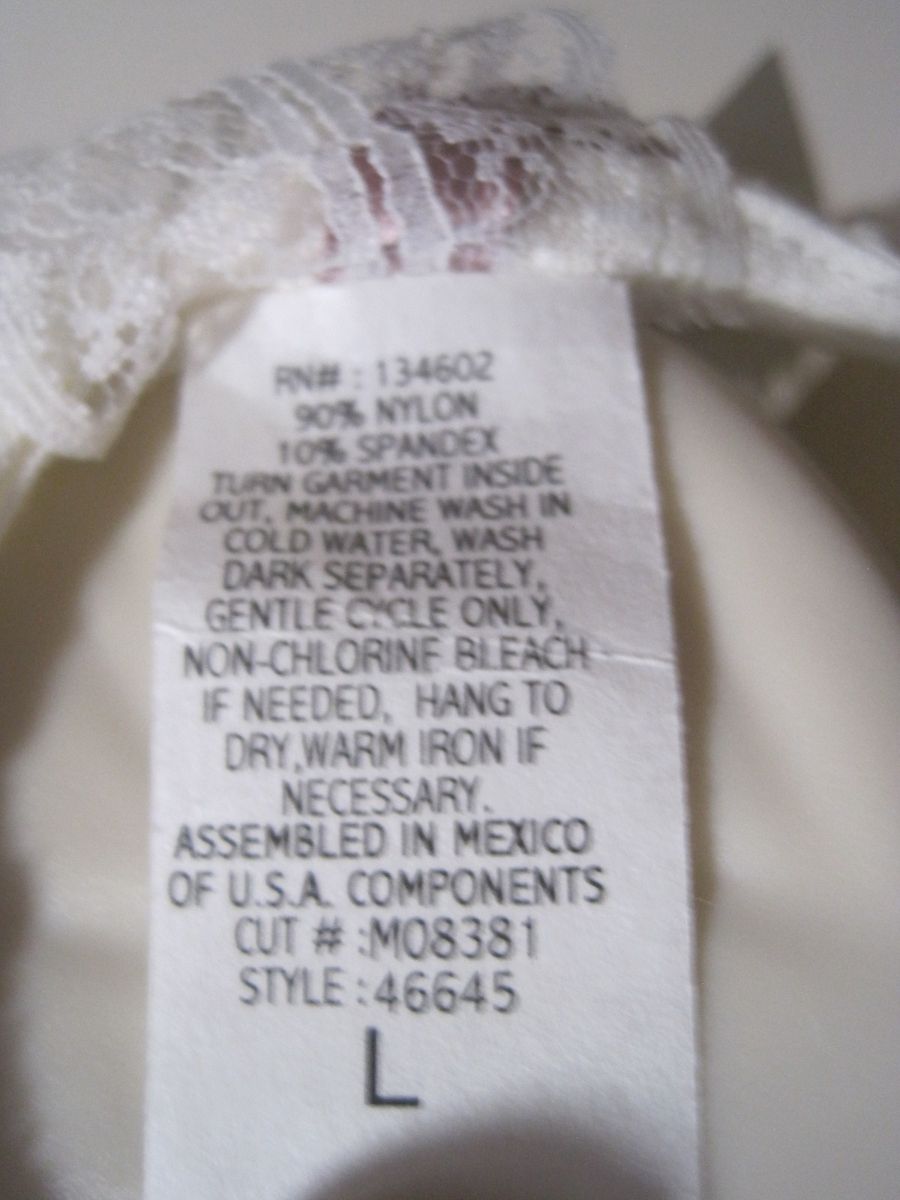 RN# : 134602
90% NYLON
10% SPANDEX
TURN GARMENT INSIDE
OUT, MACHINE WASH IN
COLD WATER, WASH
DARK SEPARATELY,
GENTLE CYCLE ONLY,
NON-CHLORINE BLEACH
IF NEEDED, HANG TO
DRY,WARM IRON IF
NECESSARY.
ASSEMBLED IN MEXICO
OF U.S.A. COMPONENTS
CUT # :M08381
STYLE : 46645
L